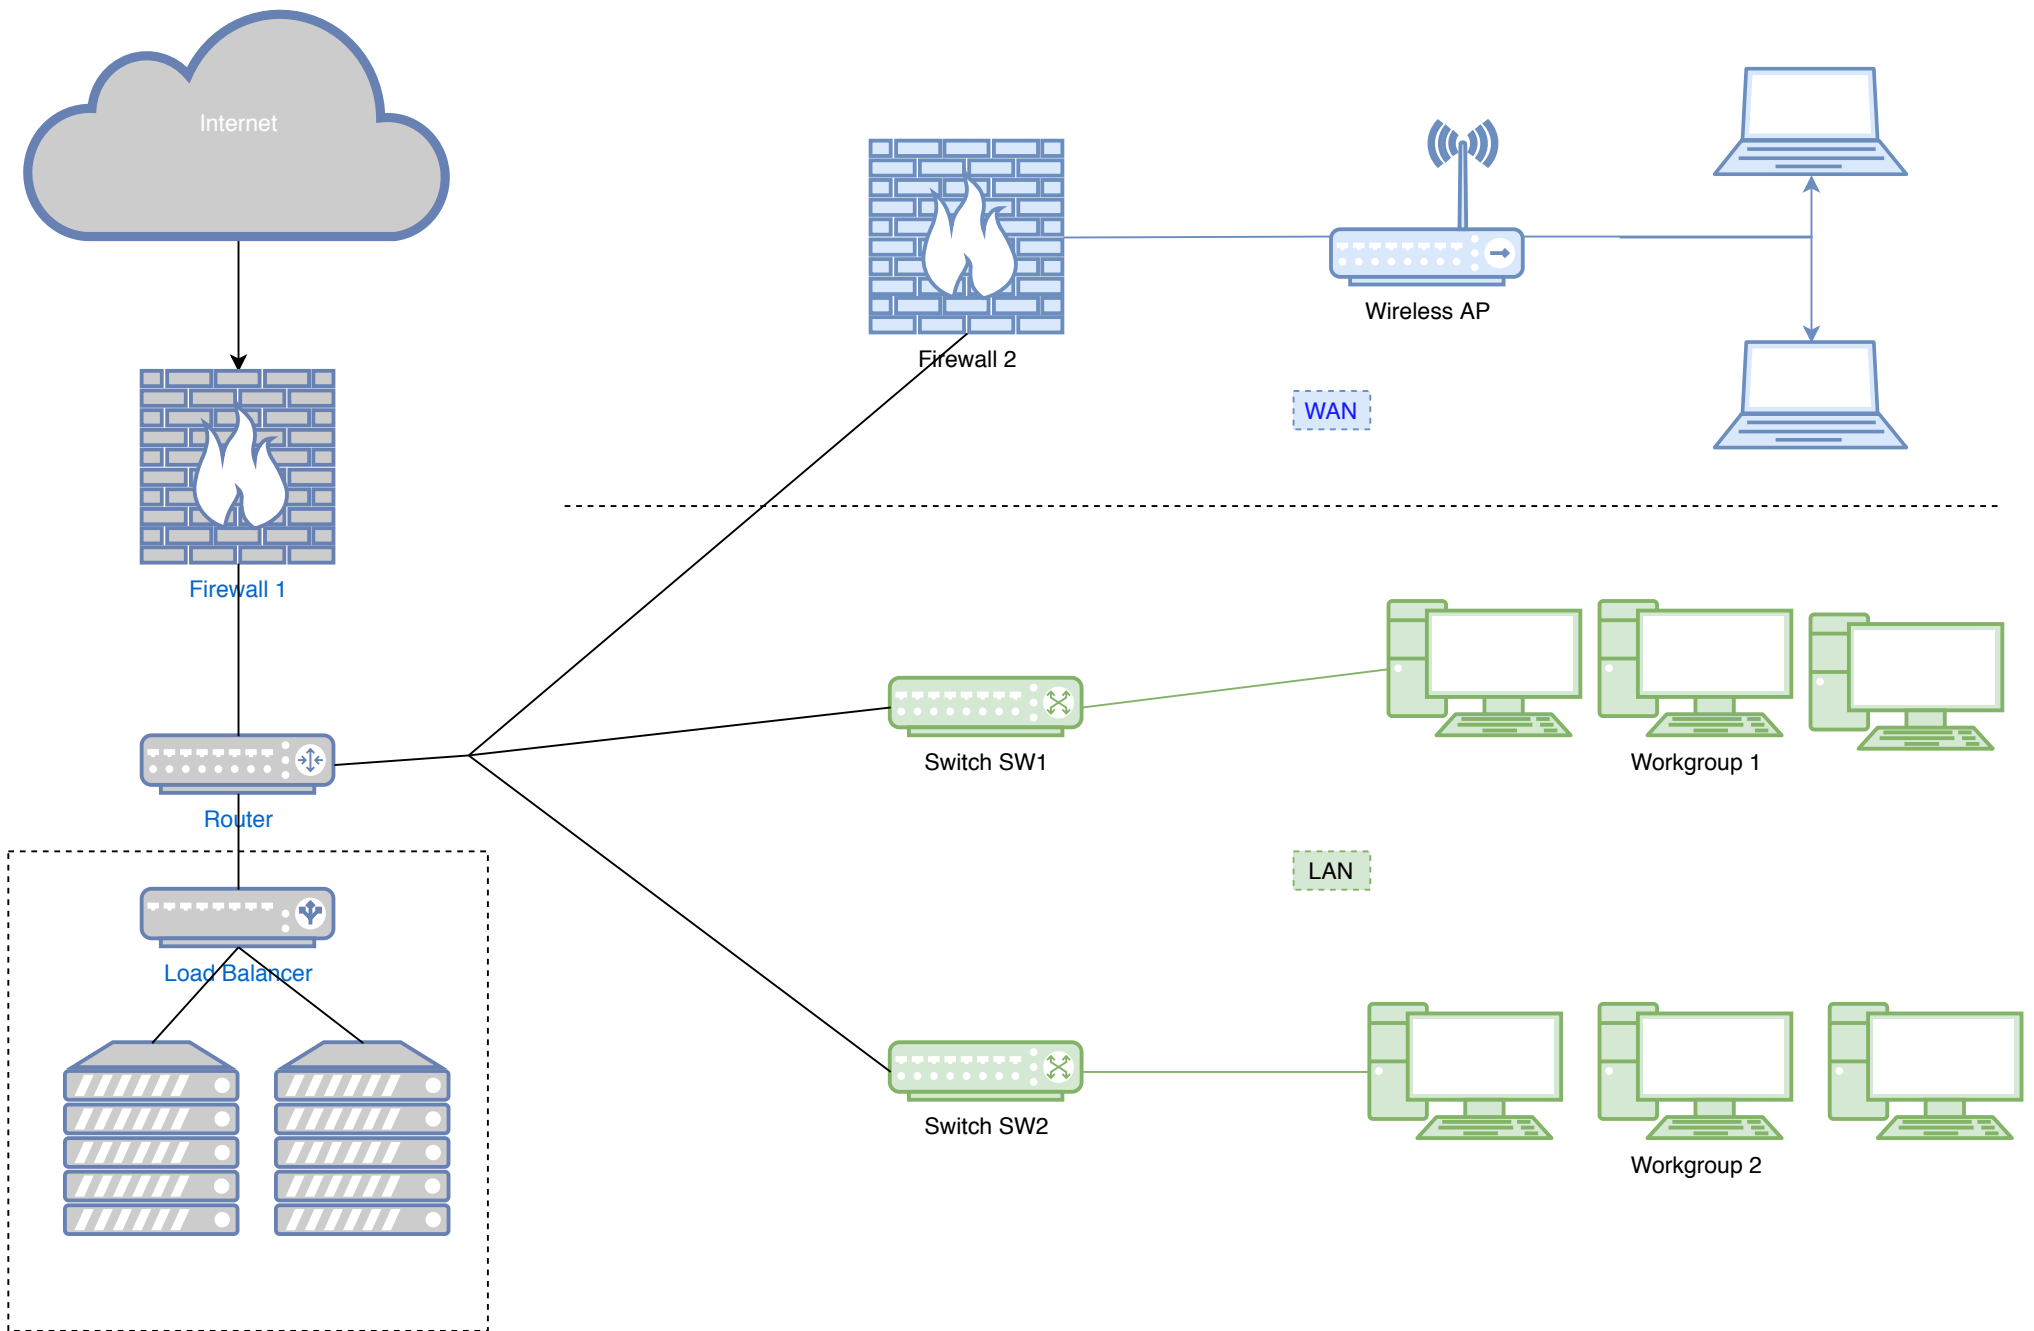 Internet
Firewall 2
Wireless AP
WAN
Firewall 1
Switch SW1
Workgroup 1
Router
LAN
Load Balancer
Switch SW2
Workgroup 2